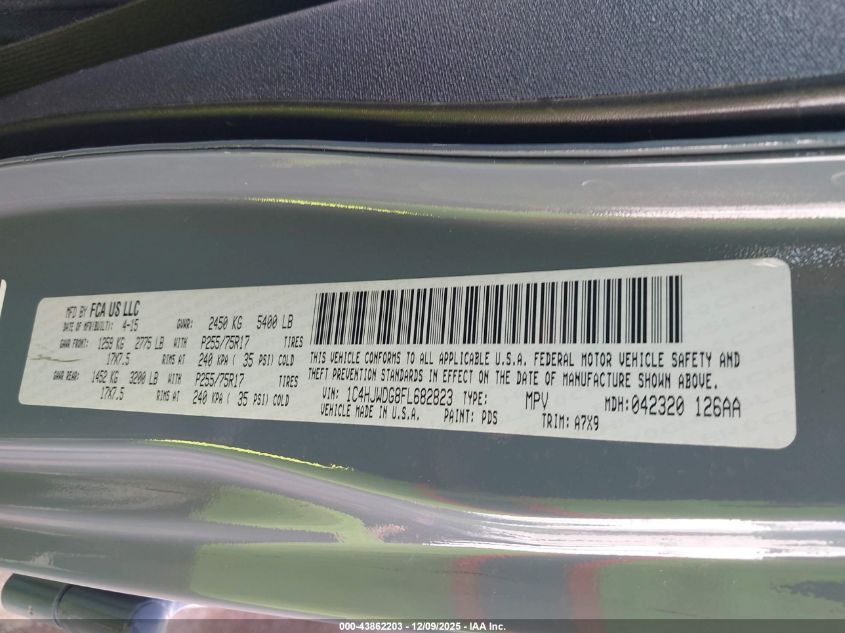 MFD BY FCA US LLC
DATE OF MFR(BUILT): 4-15 GVWR: 2450 KG 5400 LB
GAWR FRONT: 1259 KG 2775 LB WITH P255/75R17 TIRES
17X7.5 RIMS AT 240 KPA ( 35 PSI) COLD
GAWR REAR: 1452 KG 3200 LB WITH P255/75R17 TIRES
17X7.5 RIMS AT 240 KPA ( 35 PSI) COLD
THIS VEHICLE CONFORMS TO ALL APPLICABLE U.S.A. FEDERAL MOTOR VEHICLE SAFETY AND
THEFT PREVENTION STANDARDS IN EFFECT ON THE DATE OF MANUFACTURE SHOWN ABOVE.
VIN: 1C4HJWDG8FL682823 TYPE: MPV MDH: 042320 126AA
VEHICLE MADE IN U.S.A. PAINT: PDS TRIM: A7X9
000-43862203 - 12/09/2025 - IAA Inc.